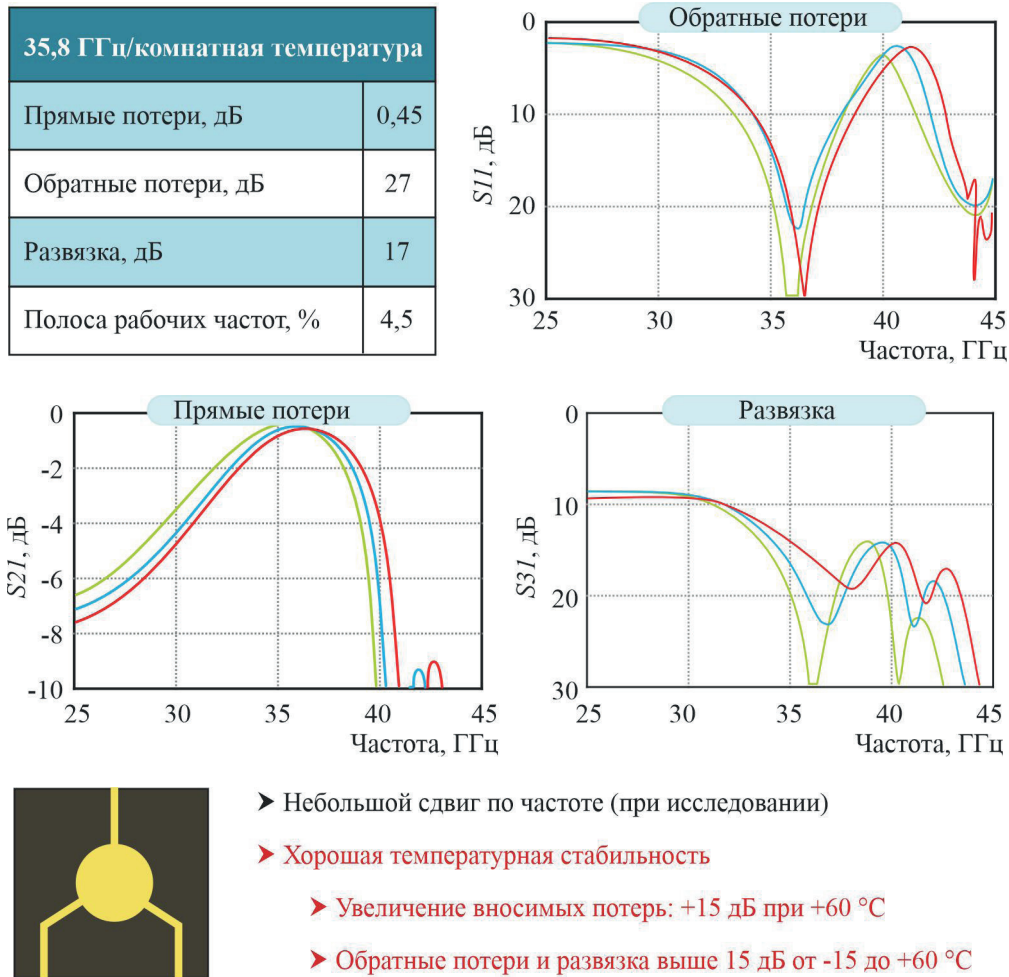 35,8 ГГц/комнатная температура
Прямые потери, дБ 0,45
Обратные потери, дБ 27
Развязка, дБ 17
Полоса рабочих частот, % 4,5
Обратные потери
S11, дБ
0
10
20
30
25 30 35 40 45
Частота, ГГц
Прямые потери
S21, дБ
0
-2
-4
-6
-8
-10
25 30 35 40 45
Частота, ГГц
Развязка
S31, дБ
0
10
20
30
25 30 35 40 45
Частота, ГГц
➤ Небольшой сдвиг по частоте (при исследовании)
➤ Хорошая температурная стабильность
➤ Увеличение вносимых потерь: +15 дБ при +60 °C
➤ Обратные потери и развязка выше 15 дБ от -15 до +60 °C